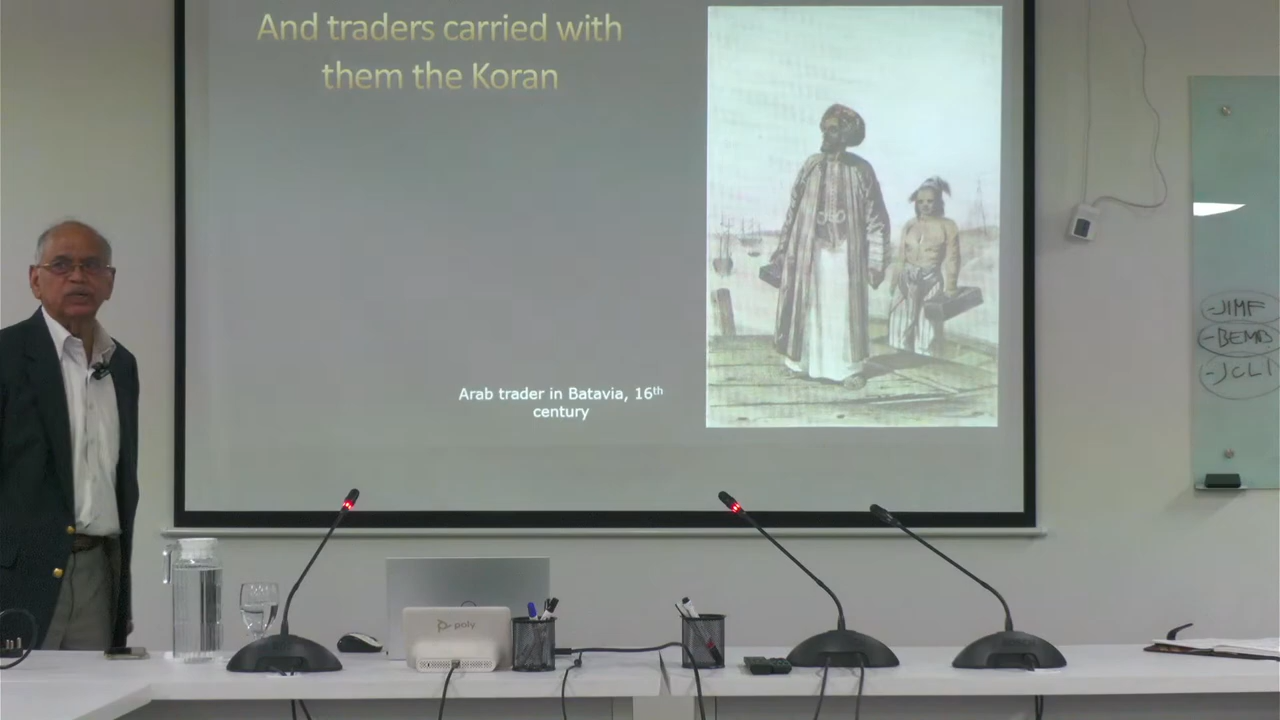 And traders carried with
them the Koran
Arab trader in Batavia, 16th
century
-JIMF
-BEMB
-JCLI
poly